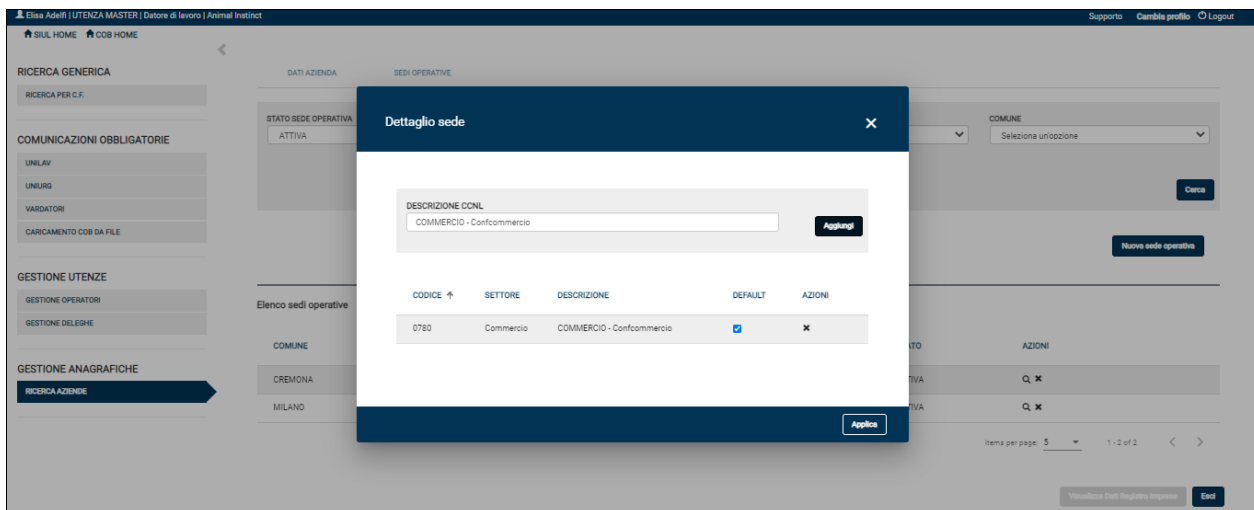 Elisa Adelfi | UTENZA MASTER | Datore di lavoro | Animal Instinct
Supporto Cambia profilo Logout
SIUL HOME COB HOME
RICERCA GENERICA
DATI AZIENDA SEDI OPERATIVE
RICERCA PER C.F.
STATO SEDE OPERATIVA
COMUNE
Dettaglio sede
ATTIVA
Seleziona un'opzione
COMUNICAZIONI OBBLIGATORIE
UNILAV
UNIURG
Cerca
VARDATORI
DESCRIZIONE CCNL
COMMERCIO - Confcommercio
Aggiungi
CARICAMENTO COB DA FILE
Nuova sede operativa
GESTIONE UTENZE
GESTIONE OPERATORI
Elenco sedi operative
CODICE SETTORE DESCRIZIONE DEFAULT AZIONI
GESTIONE DELEGHE
0780 Commercio COMMERCIO - Confcommercio
COMUNE
TO
AZIONI
GESTIONE ANAGRAFICHE
CREMONA
TIVA
RICERCA AZIENDE
MILANO
TIVA
Applica
Items per page: 5 1 - 2 of 2
Visualizza Dati Registro Imprese
Esci